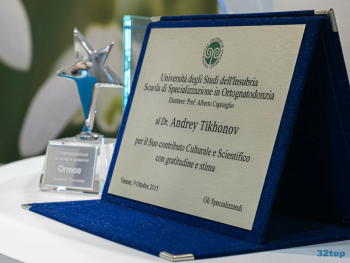 Università degli Studi dell'Insubria
Scuola di Specializzazione in Ortognatodonzia
Direttore: Prof. Alberto Caprioglio
al Dr. Andrey Tikhonov
per il Suo contributo Culturale e Scientifico
con gratitudine e stima
Varese, 9 Ottobre 2015
Gli Specializzandi
Ormco
32top